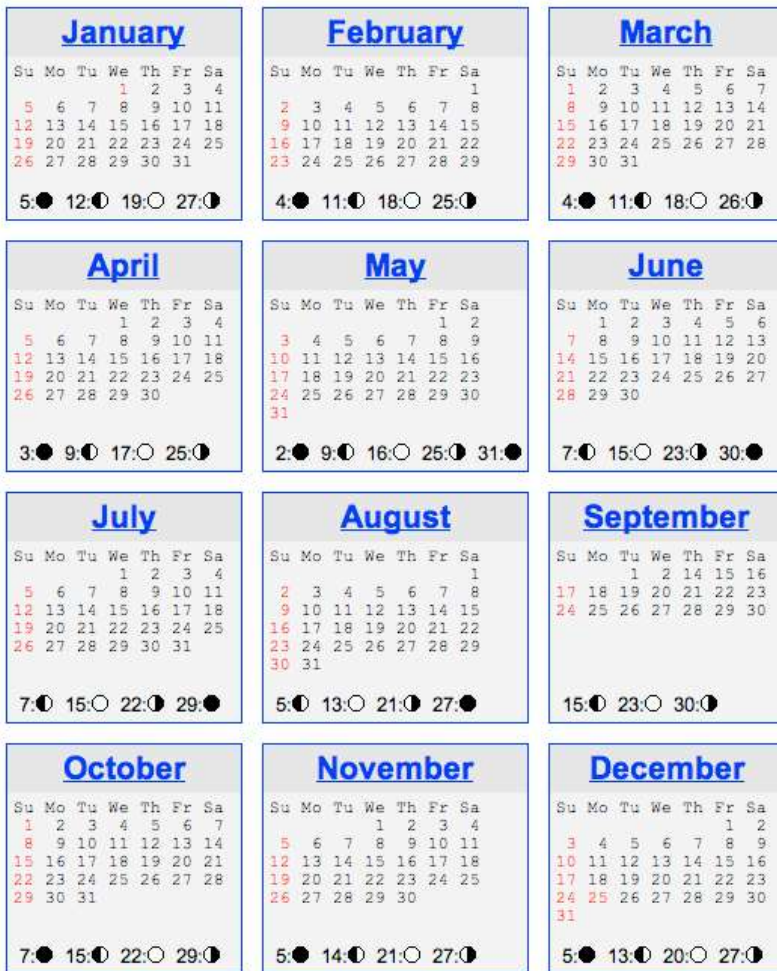 January
Su Mo Tu We Th Fr Sa
1 2 3 4
5 6 7 8 9 10 11
12 13 14 15 16 17 18
19 20 21 22 23 24 25
26 27 28 29 30 31
5:● 12:◐ 19:○ 27:◑
February
Su Mo Tu We Th Fr Sa
1
2 3 4 5 6 7 8
9 10 11 12 13 14 15
16 17 18 19 20 21 22
23 24 25 26 27 28 29
4:● 11:◐ 18:○ 25:◑
March
Su Mo Tu We Th Fr Sa
1 2 3 4 5 6 7
8 9 10 11 12 13 14
15 16 17 18 19 20 21
22 23 24 25 26 27 28
29 30 31
4:● 11:◐ 18:○ 26:◑
April
Su Mo Tu We Th Fr Sa
1 2 3 4
5 6 7 8 9 10 11
12 13 14 15 16 17 18
19 20 21 22 23 24 25
26 27 28 29 30
3:● 9:◐ 17:○ 25:◑
May
Su Mo Tu We Th Fr Sa
1 2
3 4 5 6 7 8 9
10 11 12 13 14 15 16
17 18 19 20 21 22 23
24 25 26 27 28 29 30
31
2:● 9:◐ 16:○ 25:◑ 31:●
June
Su Mo Tu We Th Fr Sa
1 2 3 4 5 6
7 8 9 10 11 12 13
14 15 16 17 18 19 20
21 22 23 24 25 26 27
28 29 30
7:◐ 15:○ 23:◑ 30:●
July
Su Mo Tu We Th Fr Sa
1 2 3 4
5 6 7 8 9 10 11
12 13 14 15 16 17 18
19 20 21 22 23 24 25
26 27 28 29 30 31
7:◐ 15:○ 22:◑ 29:●
August
Su Mo Tu We Th Fr Sa
1
2 3 4 5 6 7 8
9 10 11 12 13 14 15
16 17 18 19 20 21 22
23 24 25 26 27 28 29
30 31
5:◐ 13:○ 21:◑ 27:●
September
Su Mo Tu We Th Fr Sa
1 2 14 15 16
17 18 19 20 21 22 23
24 25 26 27 28 29 30
15:◐ 23:○ 30:◑
October
Su Mo Tu We Th Fr Sa
1 2 3 4 5 6 7
8 9 10 11 12 13 14
15 16 17 18 19 20 21
22 23 24 25 26 27 28
29 30 31
7:● 15:◐ 22:○ 29:◑
November
Su Mo Tu We Th Fr Sa
1 2 3 4
5 6 7 8 9 10 11
12 13 14 15 16 17 18
19 20 21 22 23 24 25
26 27 28 29 30
5:● 14:◐ 21:○ 27:◑
December
Su Mo Tu We Th Fr Sa
1 2
3 4 5 6 7 8 9
10 11 12 13 14 15 16
17 18 19 20 21 22 23
24 25 26 27 28 29 30
31
5:● 13:◐ 20:○ 27:◑